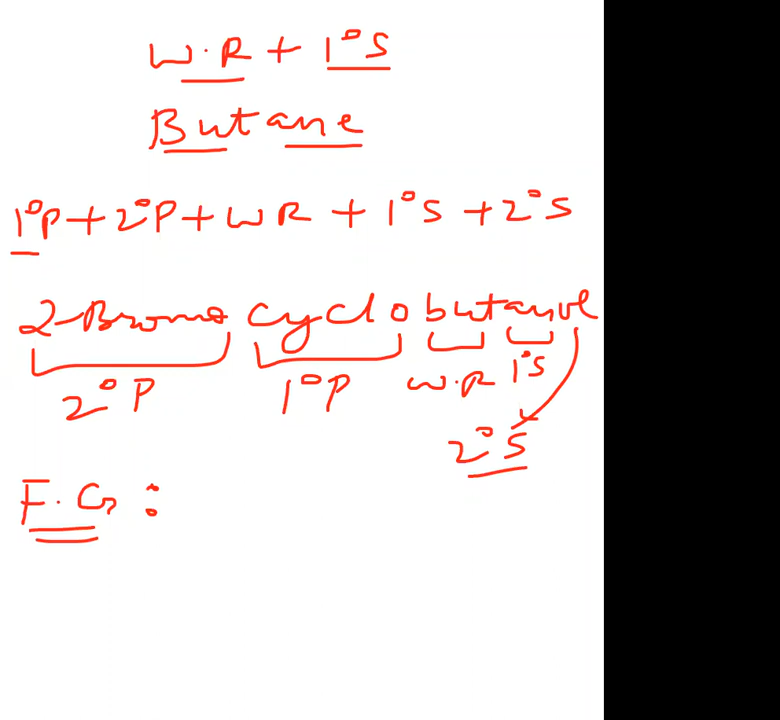 W.R + 1°S
Butane
1°P + 2°P + WR + 1°S + 2°S
2-Bromo cyclobutanol
2°P 1°P W.R 1°S
2°S
F.G :